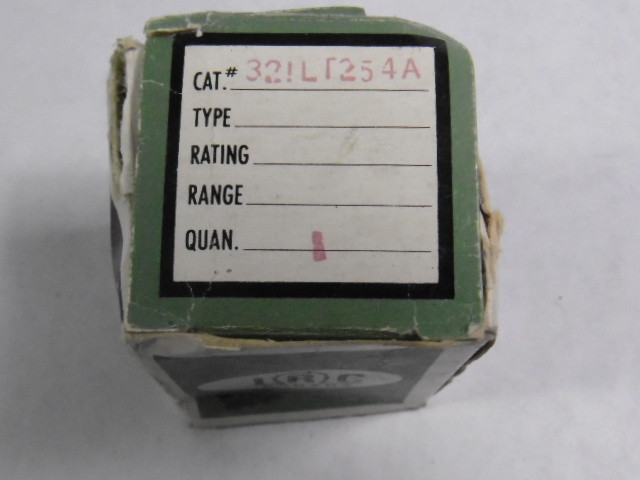 CAT.# 321LT254A
TYPE
RATING
RANGE
QUAN. 1
IRC